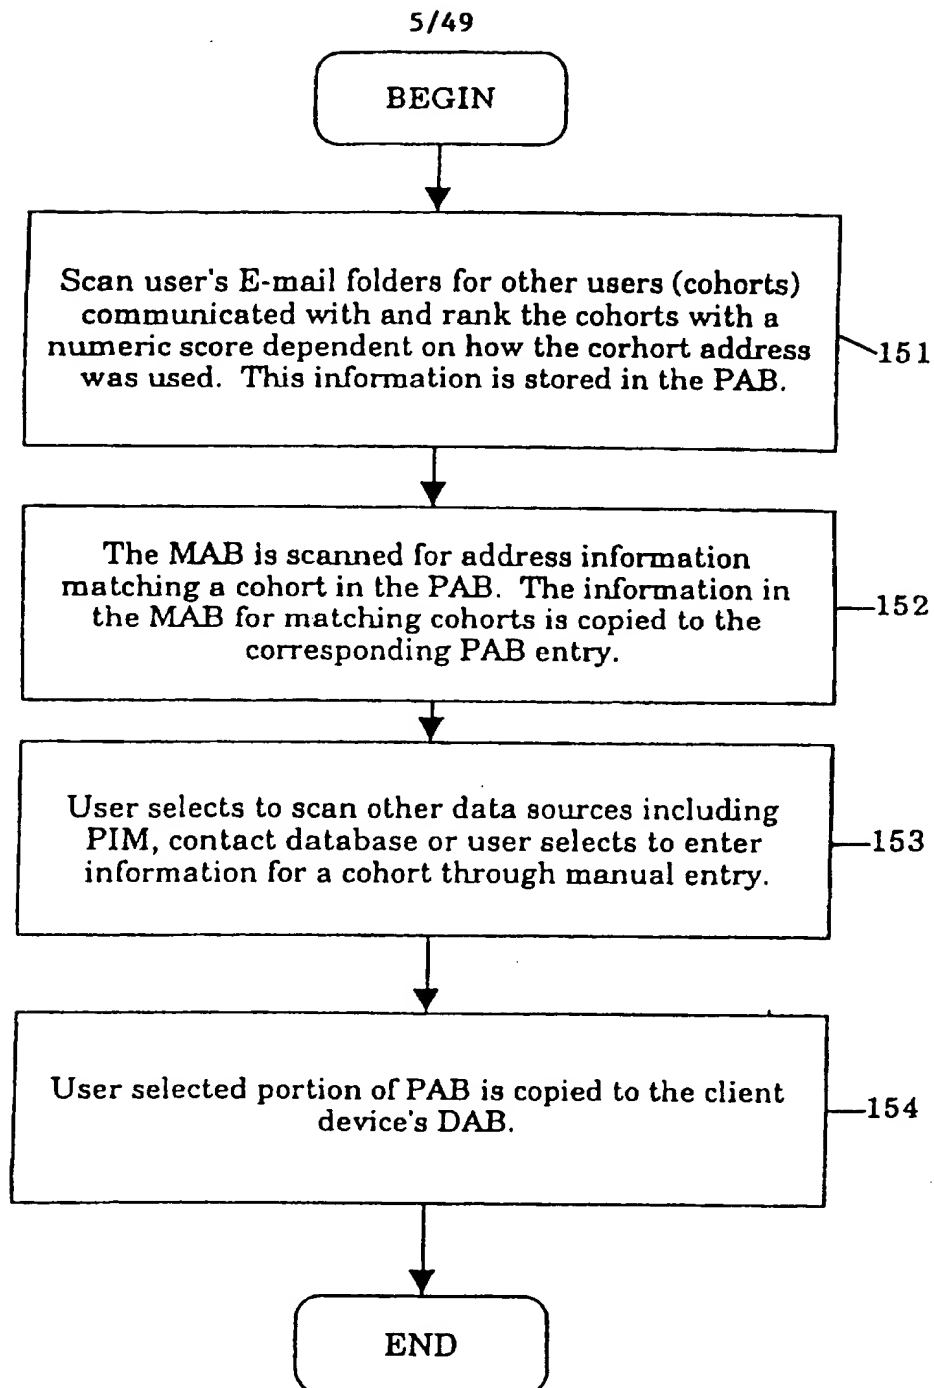 5/49
BEGIN
Scan user's E-mail folders for other users (cohorts)
communicated with and rank the cohorts with a
numeric score dependent on how the corhort address
was used. This information is stored in the PAB.
151
The MAB is scanned for address information
matching a cohort in the PAB. The information in
the MAB for matching cohorts is copied to the
corresponding PAB entry.
152
User selects to scan other data sources including
PIM, contact database or user selects to enter
information for a cohort through manual entry.
153
User selected portion of PAB is copied to the client
device's DAB.
154
END